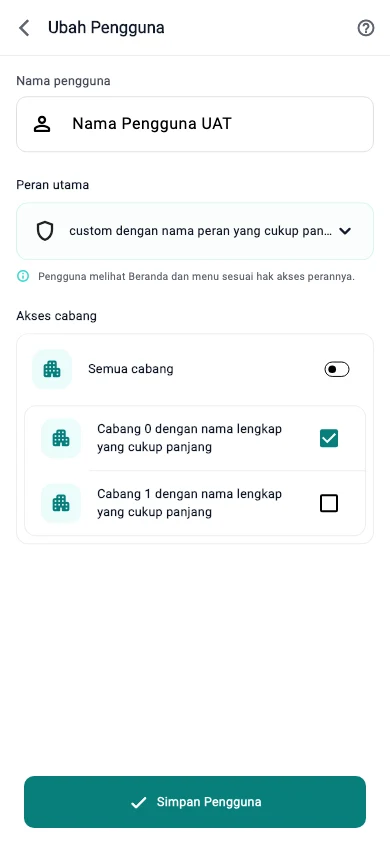 Ubah Pengguna
Nama pengguna
Nama Pengguna UAT
Peran utama
custom dengan nama peran yang cukup pan...
Pengguna melihat Beranda dan menu sesuai hak akses perannya.
Akses cabang
Semua cabang
Cabang 0 dengan nama lengkap
yang cukup panjang
Cabang 1 dengan nama lengkap
yang cukup panjang
Simpan Pengguna